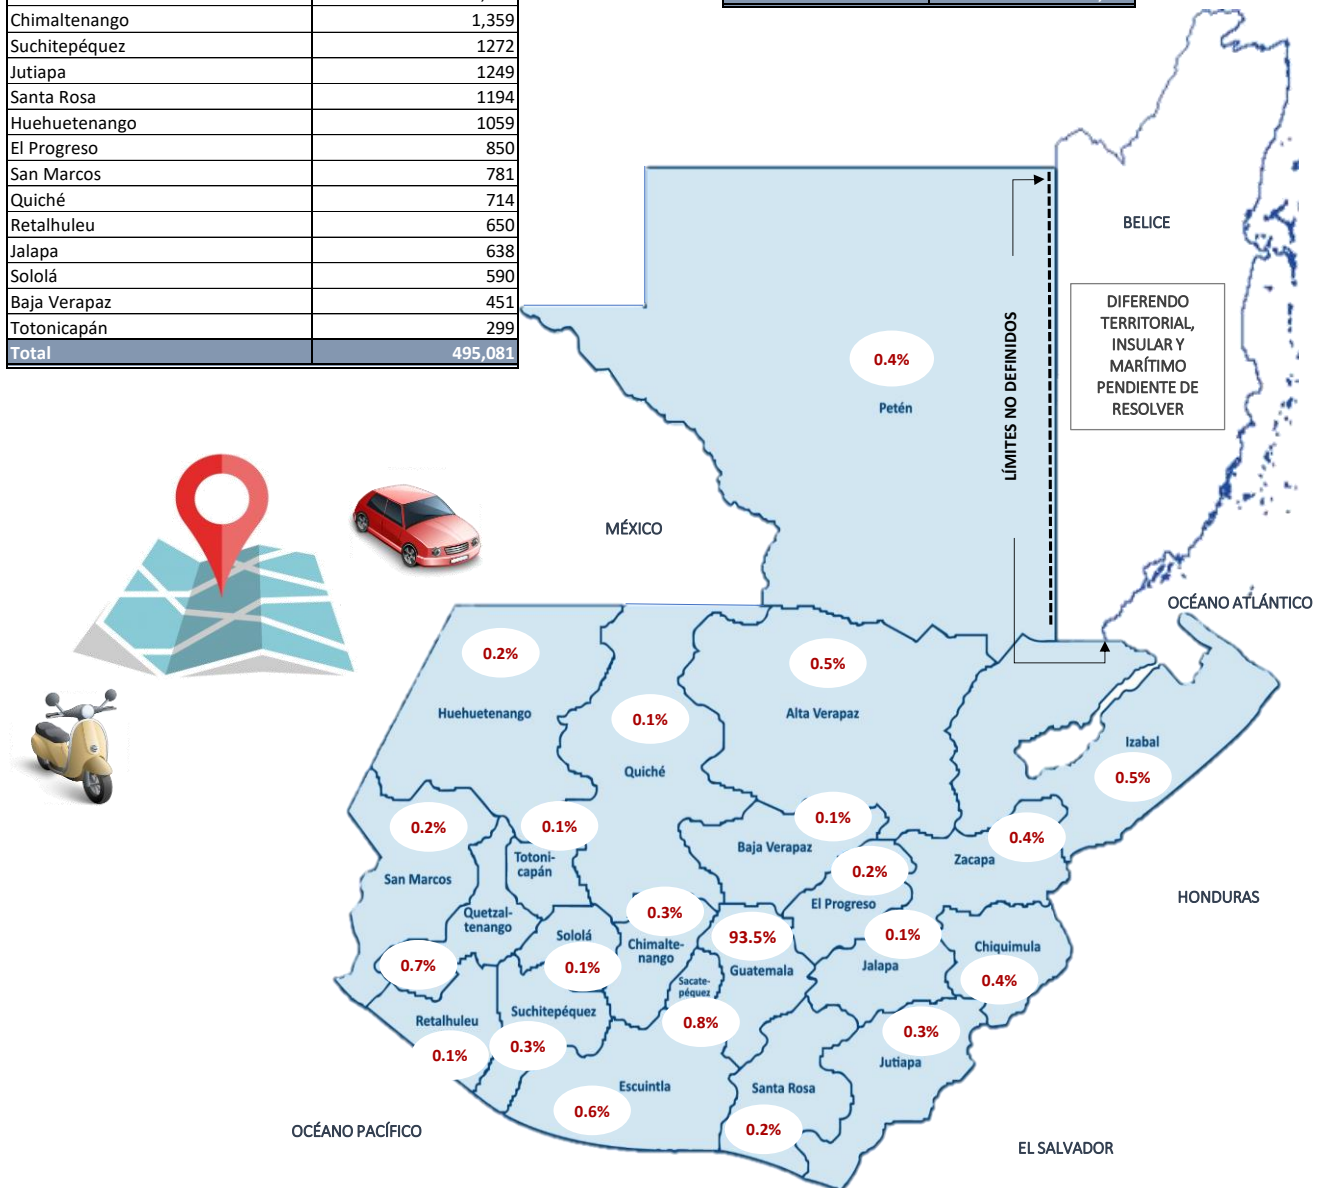 Chimaltenango 1,359
Suchitepéquez 1272
Jutiapa 1249
Santa Rosa 1194
Huehuetenango 1059
El Progreso 850
San Marcos 781
Quiché 714
Retalhuleu 650
Jalapa 638
Sololá 590
Baja Verapaz 451
Totonicapán 299
Total 495,081
BELICE
DIFERENDO
TERRITORIAL,
INSULAR Y
MARÍTIMO
PENDIENTE DE
RESOLVER
LÍMITES NO DEFINIDOS
0.4%
Petén
MÉXICO
OCÉANO ATLÁNTICO
0.2%
Huehuetenango
0.1%
Quiché
0.5%
Alta Verapaz
Izabal
0.5%
0.2%
San Marcos
0.1%
Totoni-
capán
0.1%
Baja Verapaz
0.4%
Zacapa
0.2%
El Progreso
HONDURAS
Quetzal-
tenango
0.7%
Sololá
0.1%
0.3%
Chimalte-
nango
93.5%
Guatemala
0.1%
Jalapa
Chiquimula
0.4%
Sacate-
péquez
0.8%
Retalhuleu
0.1%
Suchitepéquez
0.3%
0.3%
Jutiapa
Escuintla
0.6%
Santa Rosa
0.2%
OCÉANO PACÍFICO
EL SALVADOR